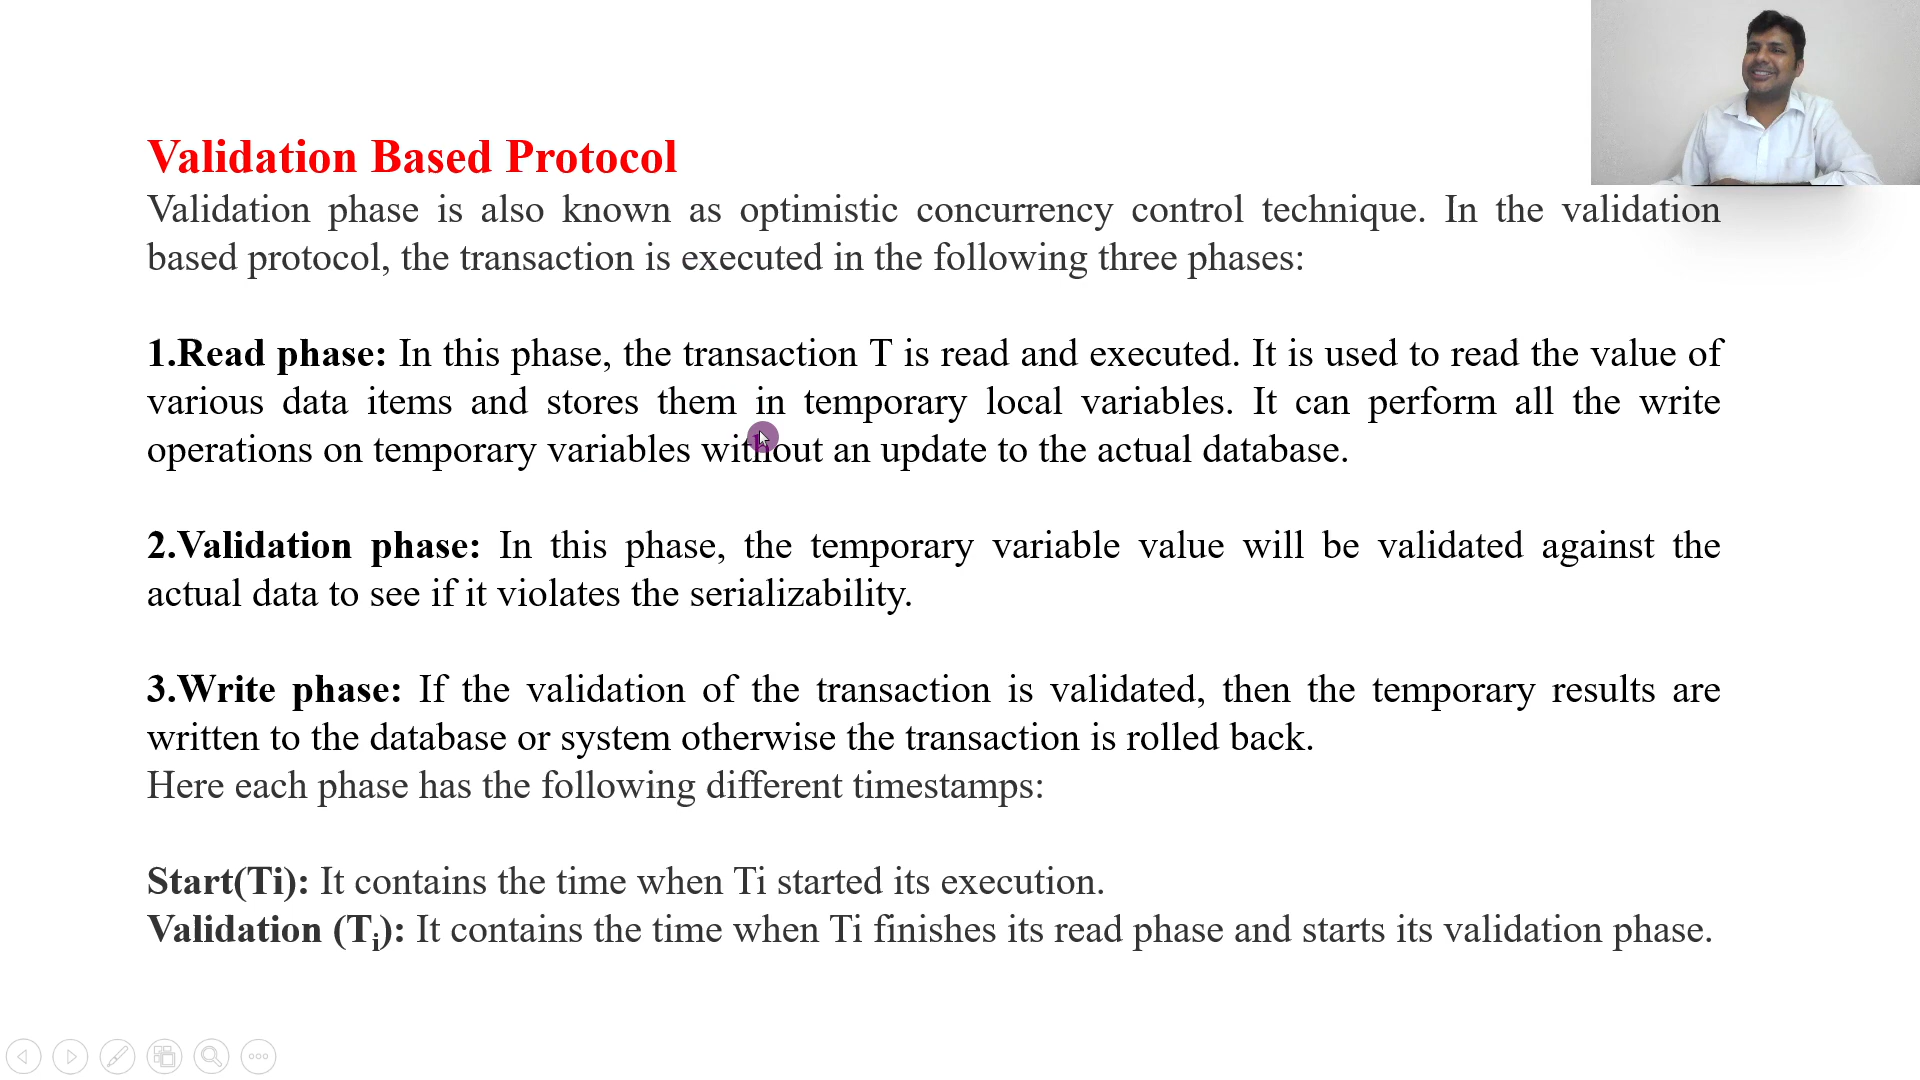 Validation Based Protocol
Validation phase is also known as optimistic concurrency control technique. In the validation
based protocol, the transaction is executed in the following three phases:
1.Read phase: In this phase, the transaction T is read and executed. It is used to read the value of
various data items and stores them in temporary local variables. It can perform all the write
operations on temporary variables without an update to the actual database.
2.Validation phase: In this phase, the temporary variable value will be validated against the
actual data to see if it violates the serializability.
3.Write phase: If the validation of the transaction is validated, then the temporary results are
written to the database or system otherwise the transaction is rolled back.
Here each phase has the following different timestamps:
Start(Ti): It contains the time when Ti started its execution.
Validation (Ti): It contains the time when Ti finishes its read phase and starts its validation phase.